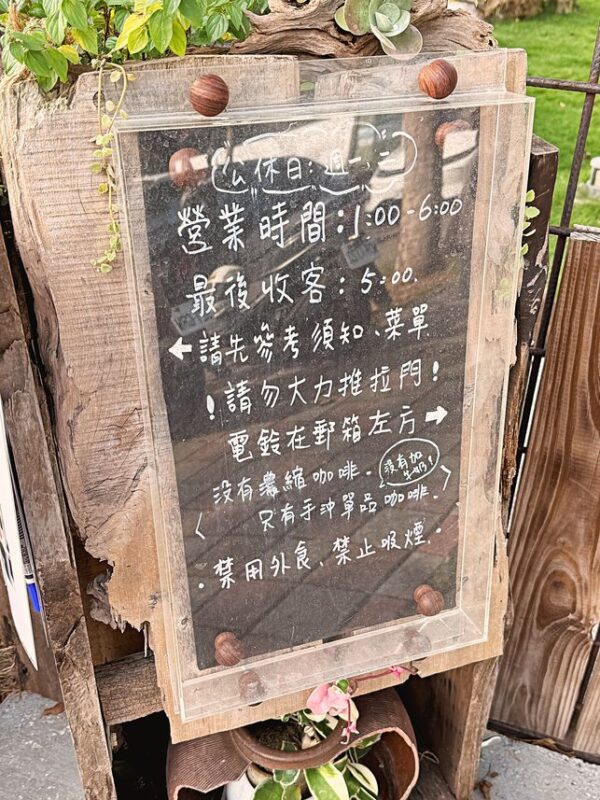 公休日:週一、二
營業時間:1:00-6:00
最後收客:5:00.
←請先參考須知、菜單
!請勿大力推拉門!
電鈴在郵箱左方→
沒有濃縮咖啡.
沒有加牛奶!
〈只有手沖單品咖啡.〉
.禁用外食、禁止吸煙.